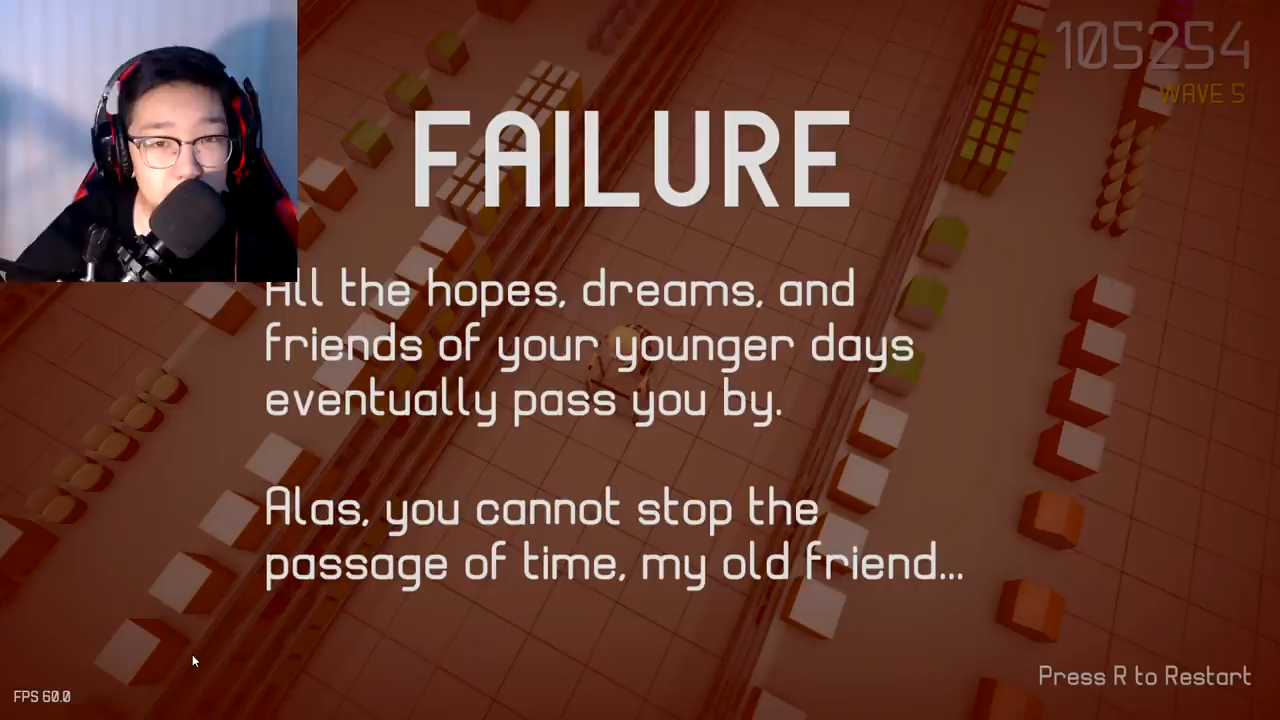 105254
WAVE 5
FAILURE
All the hopes, dreams, and
friends of your younger days
eventually pass you by.
Alas, you cannot stop the
passage of time, my old friend...
Press R to Restart
FPS 60.0